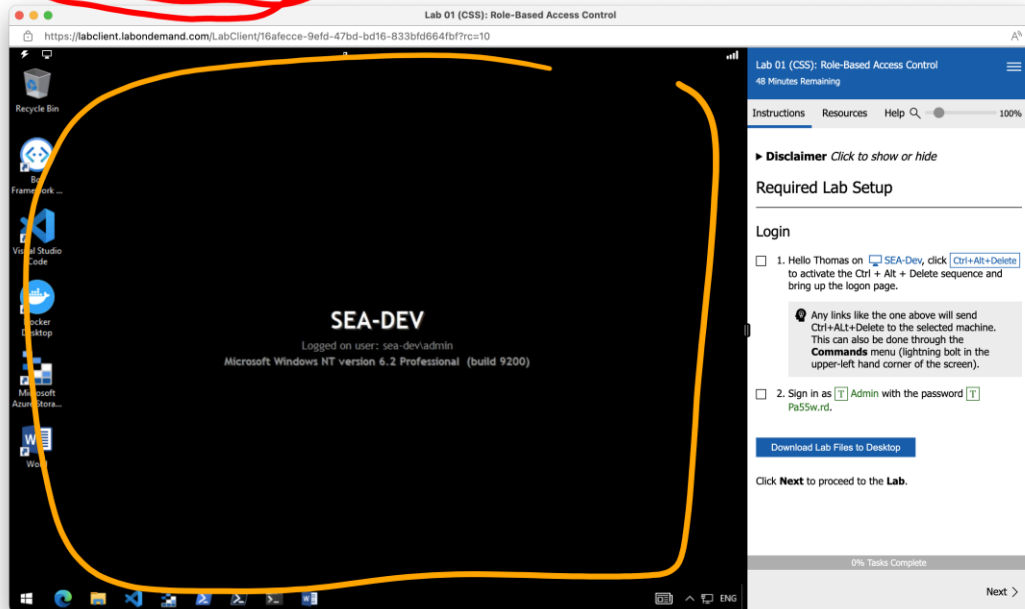 Lab 01 (CSS): Role-Based Access Control
https://labclient.labondemand.com/LabClient/16afecce-9efd-47bd-bd16-833bfd664fbf?rc=10
Recycle Bin
Framework ...
Visual Studio
Code
Docker
Desktop
Microsoft
Azure Stora...
Word
SEA-DEV
Logged on user: sea-dev\admin
Microsoft Windows NT version 6.2 Professional (build 9200)
ENG
Lab 01 (CSS): Role-Based Access Control
48 Minutes Remaining
Instructions Resources Help 100%
Disclaimer Click to show or hide
Required Lab Setup
Login
1. Hello Thomas on SEA-Dev, click Ctrl+Alt+Delete
to activate the Ctrl + Alt + Delete sequence and
bring up the logon page.
Any links like the one above will send
Ctrl+ALt+Delete to the selected machine.
This can also be done through the
Commands menu (lightning bolt in the
upper-left hand corner of the screen).
2. Sign in as T Admin with the password T
Pa55w.rd.
Download Lab Files to Desktop
Click Next to proceed to the Lab.
0% Tasks Complete
Next >